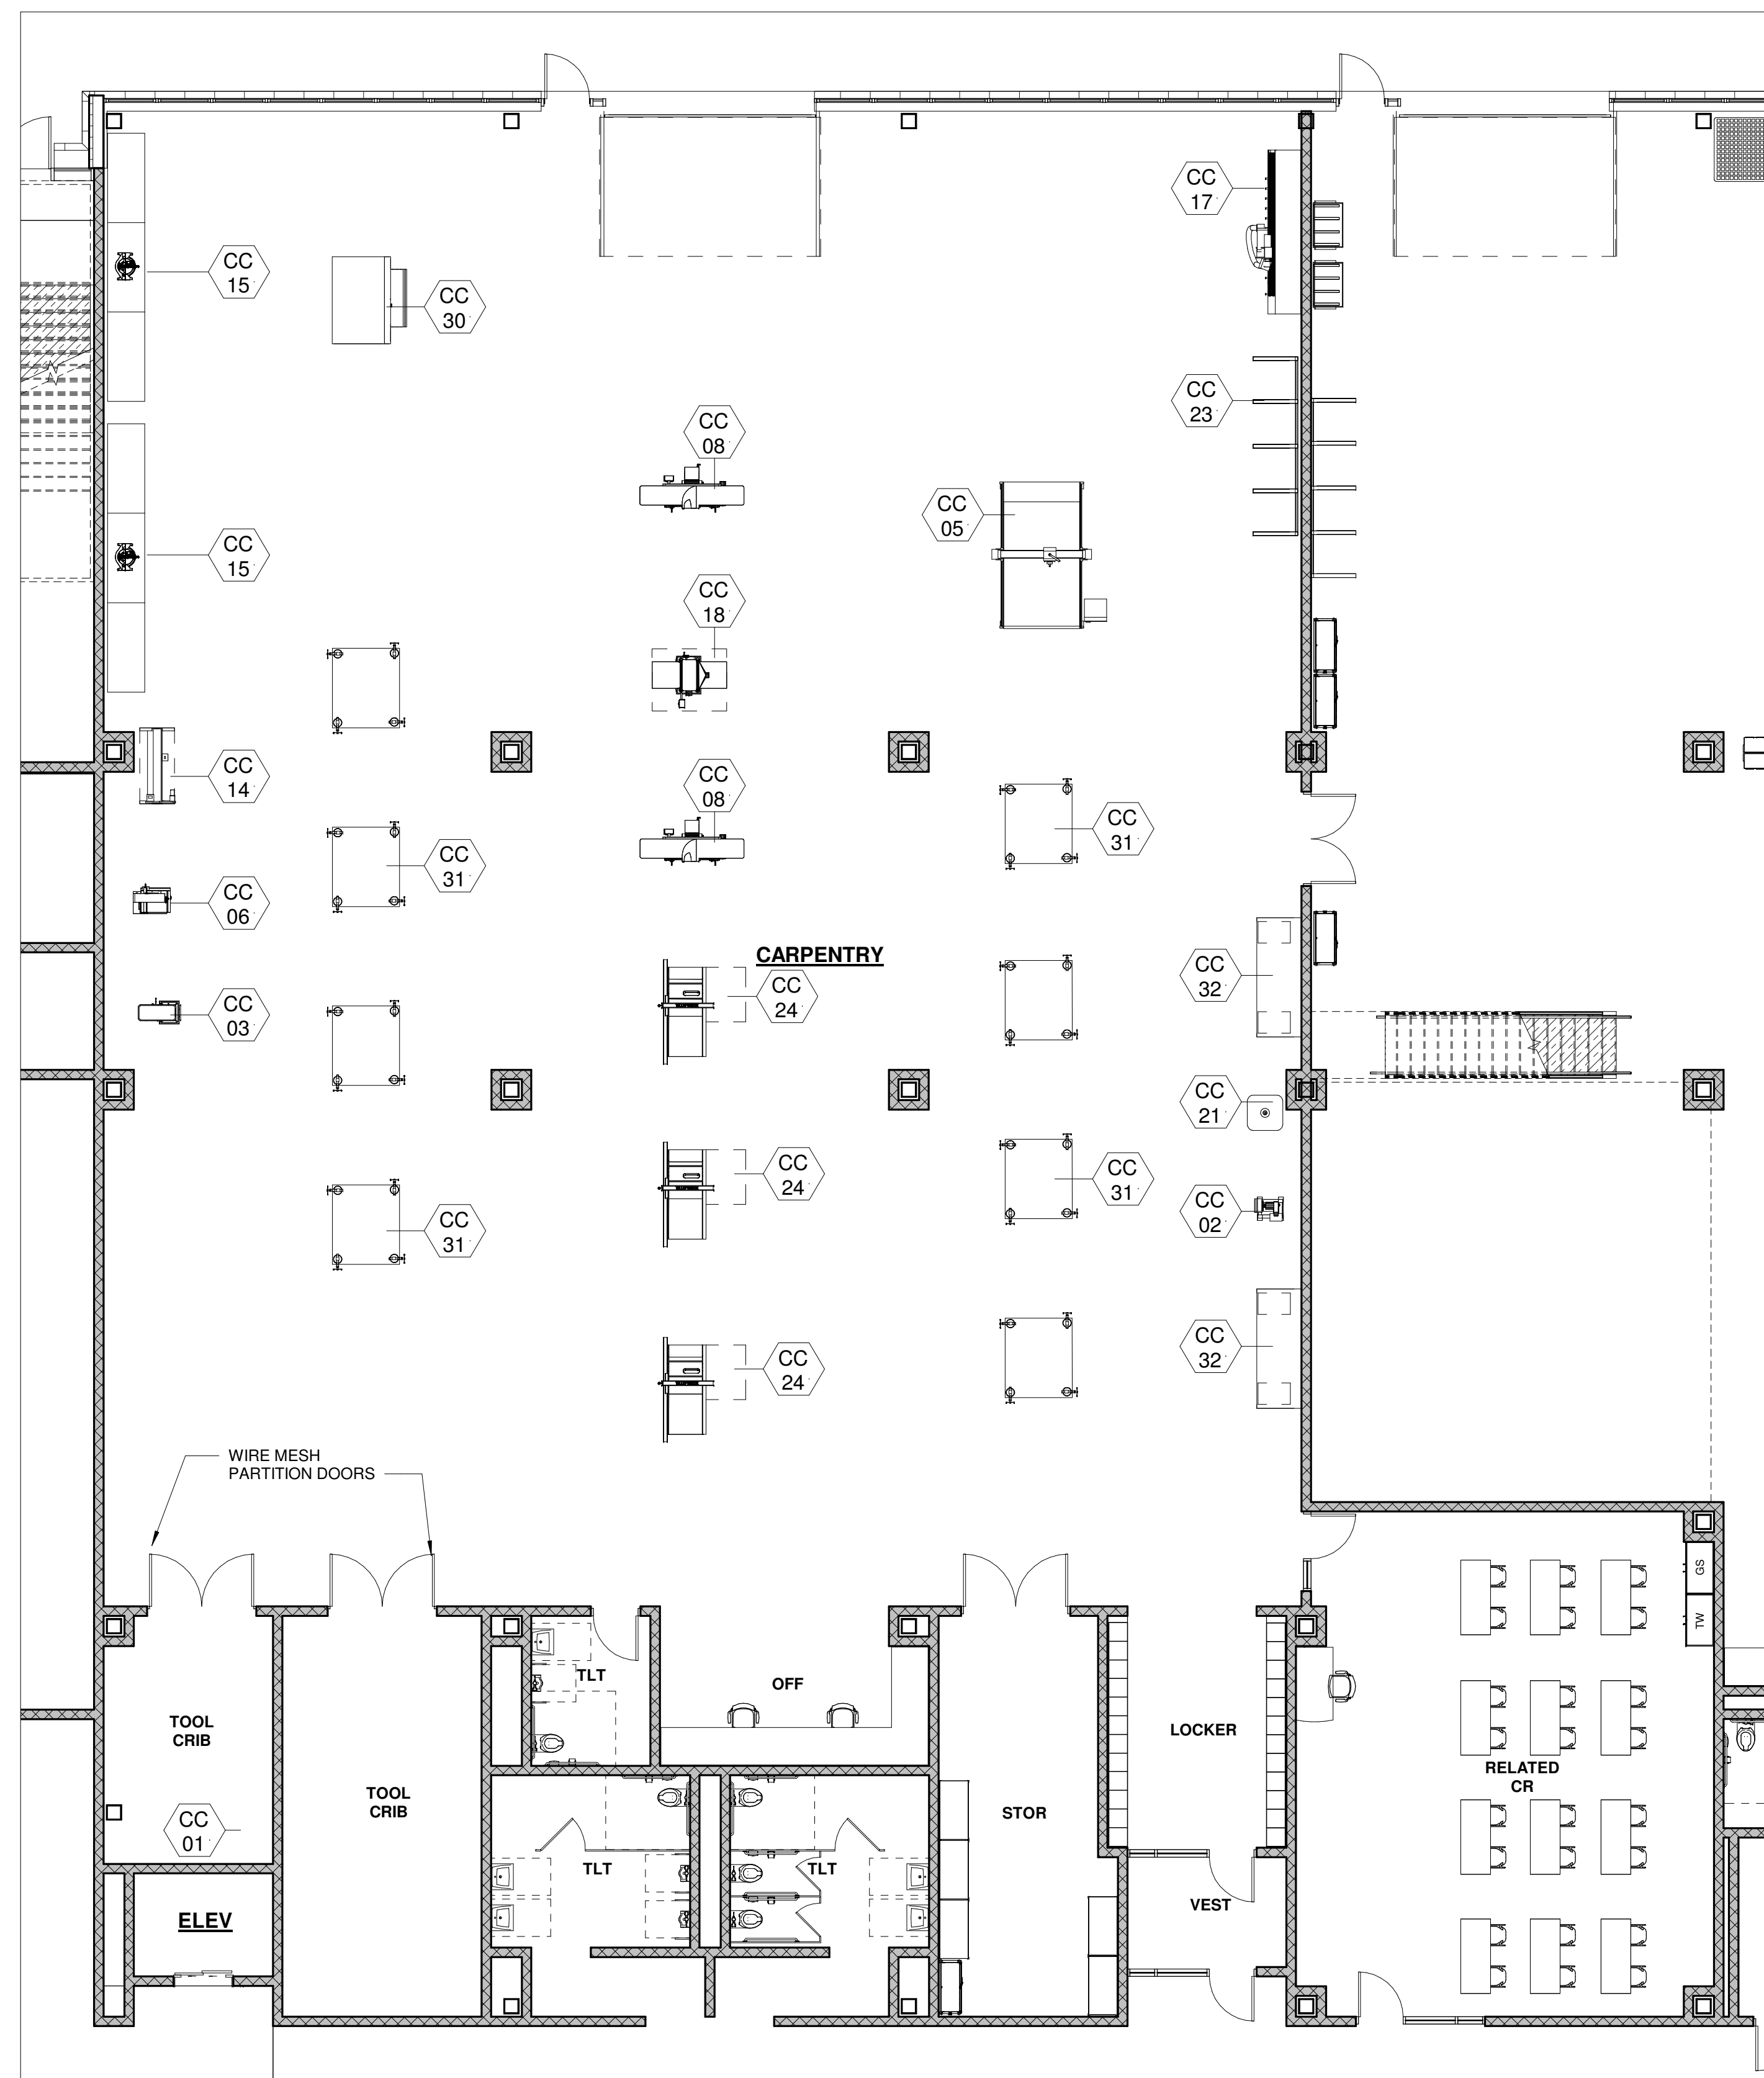 CC
17
CC
15
CC
30
CC
23
CC
08
CC
05
CC
15
CC
18
CC
14
CC
08
CC
31
CC
31
CC
06
CARPENTRY
CC
24
CC
32
CC
03
CC
21
CC
24
CC
31
CC
02
CC
31
CC
32
CC
24
WIRE MESH
PARTITION DOORS
GS
TW
TLT
OFF
TOOL
CRIB
LOCKER
RELATED
CR
TOOL
CRIB
STOR
CC
01
TLT
TLT
VEST
ELEV